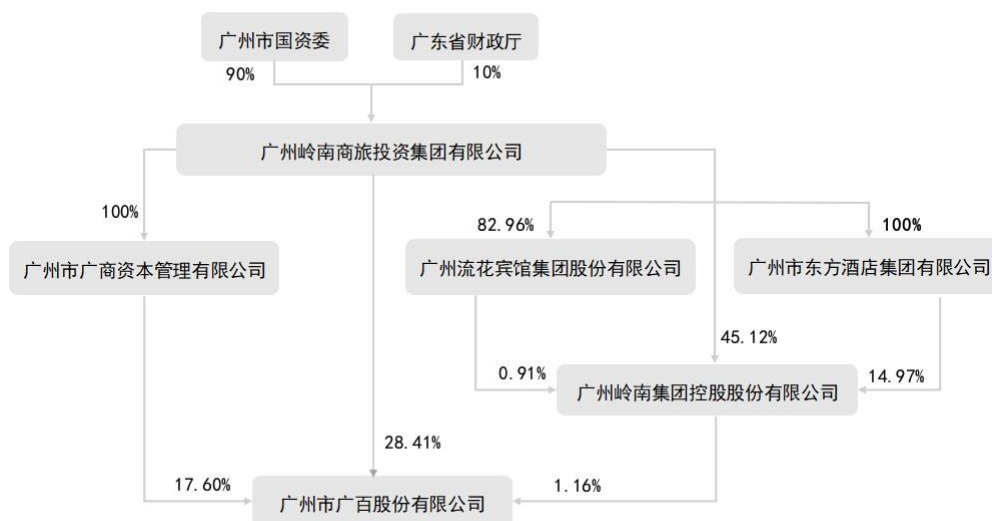 广州市国资委
广东省财政厅
90%
10%
广州岭南商旅投资集团有限公司
100%
82.96%
100%
广州市广商资本管理有限公司
广州流花宾馆集团股份有限公司
广州市东方酒店集团有限公司
45.12%
0.91%
14.97%
广州岭南集团控股股份有限公司
28.41%
17.60%
1.16%
广州市广百股份有限公司